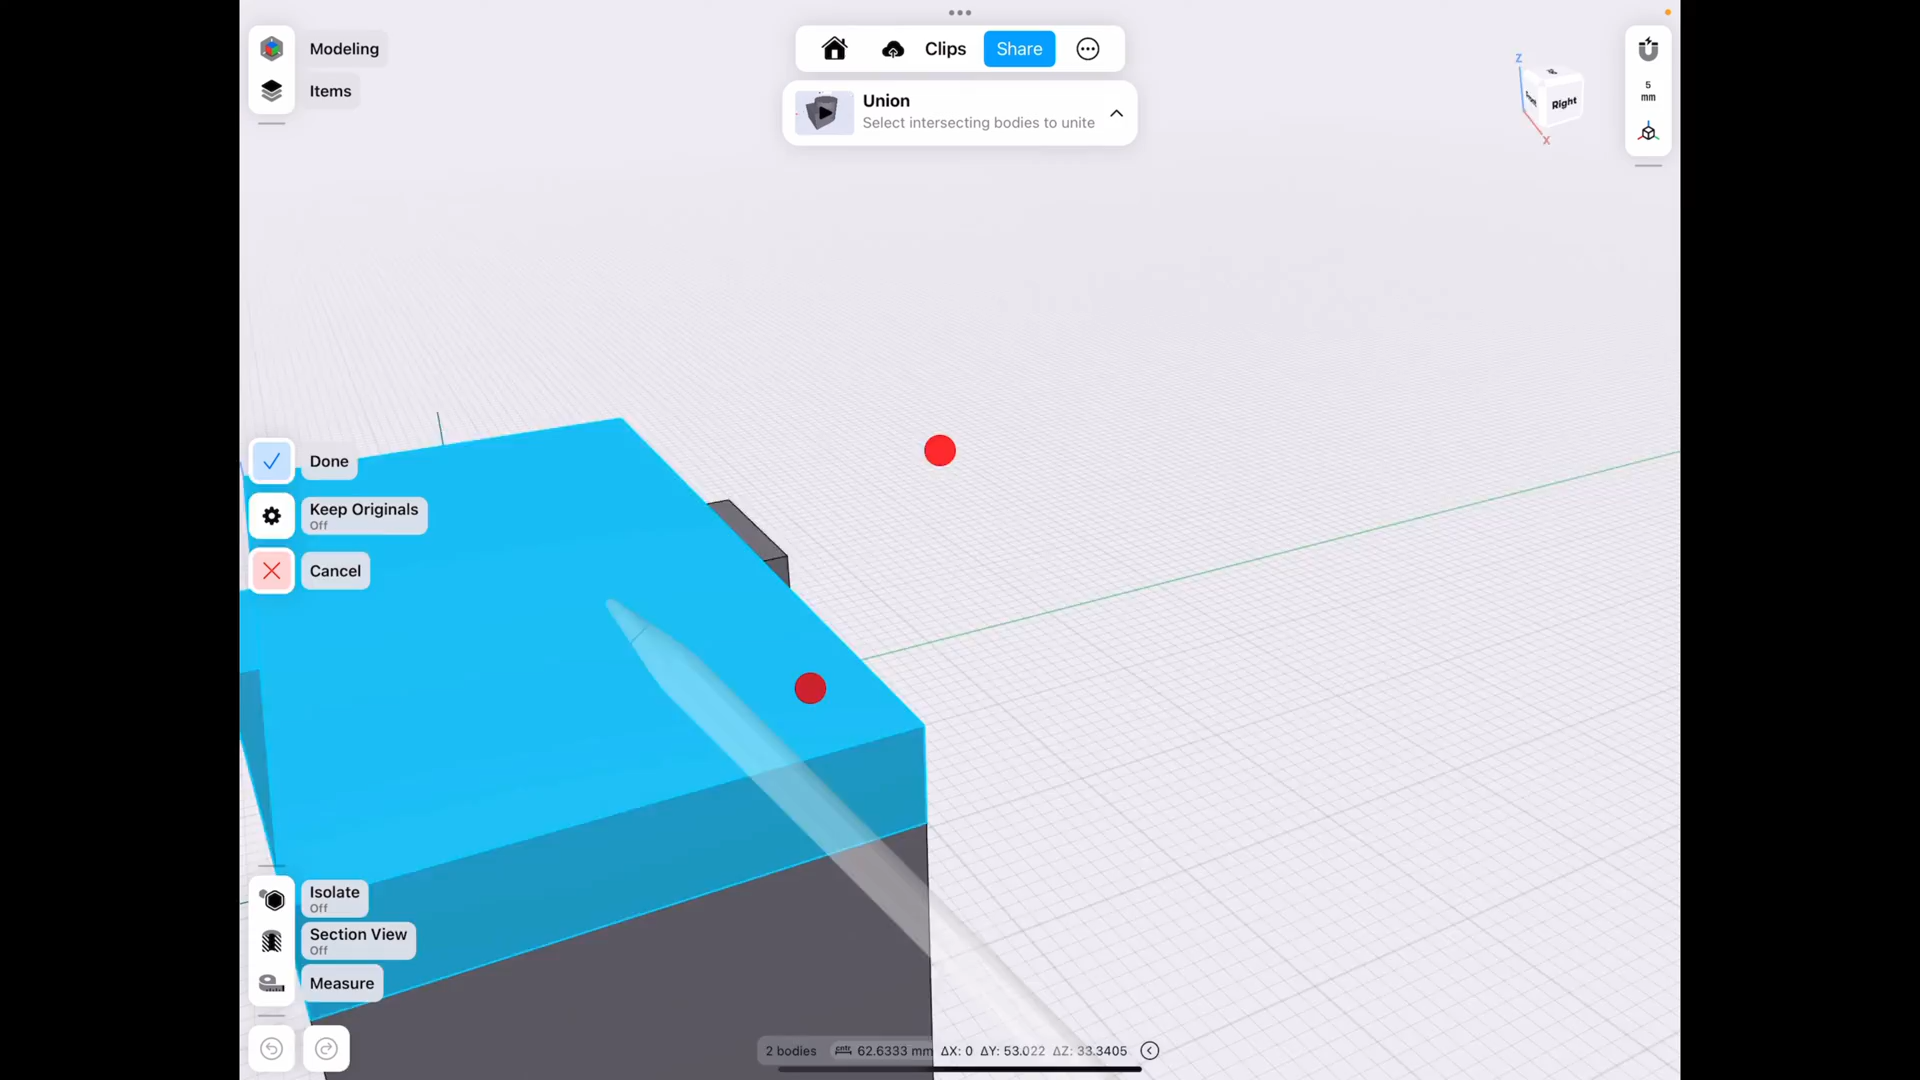 Modeling
Items
Clips
Share
Union
Select intersecting bodies to unite
Z
Right
X
5
mm
Done
Keep Originals
Off
Cancel
Isolate
Off
Section View
Off
Measure
2 bodies 62.6333 mm ΔX: 0 ΔY: 53.022 ΔZ: 33.3405